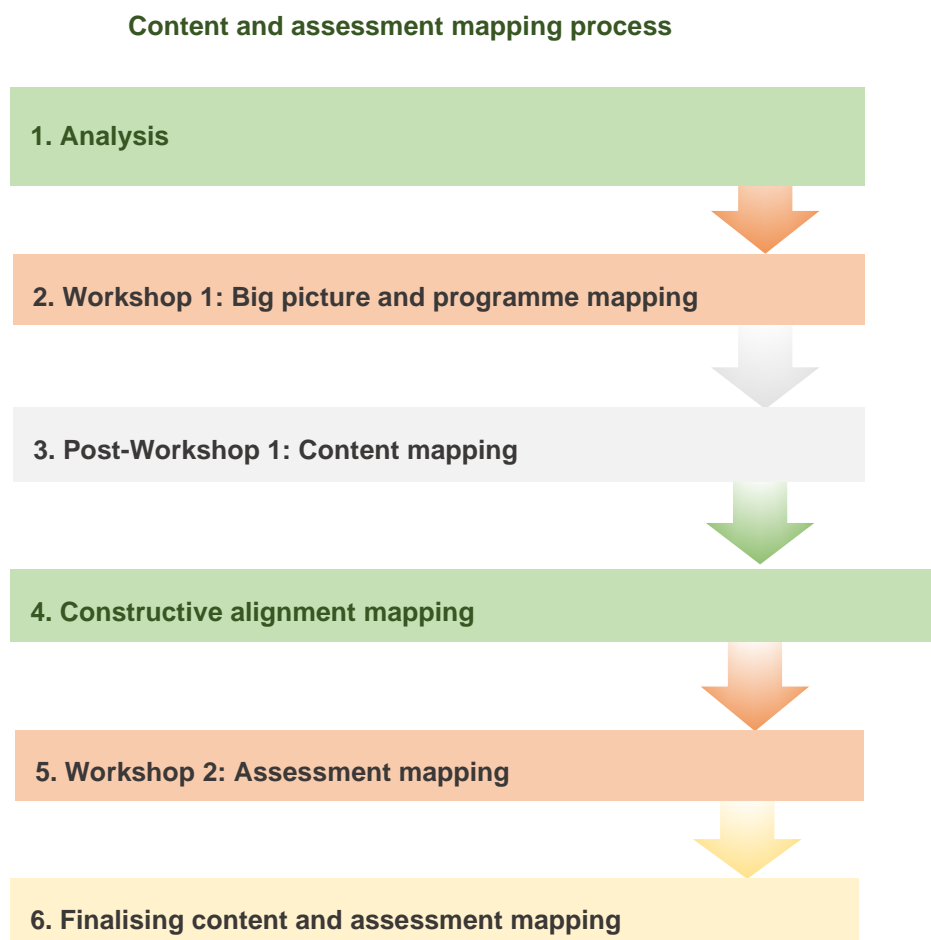 Content and assessment mapping process
1. Analysis
2. Workshop 1: Big picture and programme mapping
3. Post-Workshop 1: Content mapping
4. Constructive alignment mapping
5. Workshop 2: Assessment mapping
6. Finalising content and assessment mapping